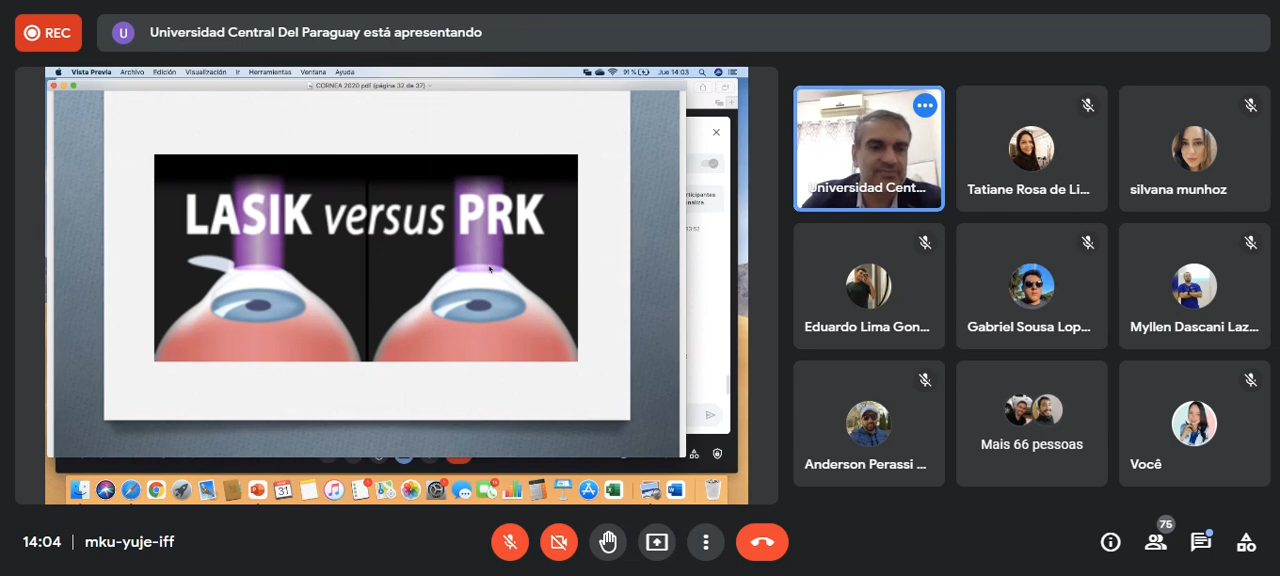 REC
U
Universidad Central Del Paraguay está apresentando
Vista Previa Archivo Edición Visualización Ir Herramientas Ventana Ayuda
91% Jue 14:03
CORNEA 2020.pdf (página 32 de 37)
LASIK versus PRK
31
Universidad Cent...
Tatiane Rosa de Li...
silvana munhoz
Eduardo Lima Gon...
Gabriel Sousa Lop...
Myllen Dascani Laz...
Anderson Perassi ...
Mais 66 pessoas
Você
14:04 | mku-yuje-iff
75